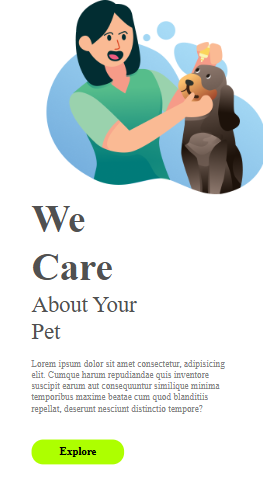 We
Care
About Your
Pet
Lorem ipsum dolor sit amet consectetur, adipisicing
elit. Cumque harum repudiandae quis inventore
suscipit earum aut consequuntur similique minima
temporibus maxime beatae cum quod blanditiis
repellat, deserunt nesciunt distinctio tempore?
Explore